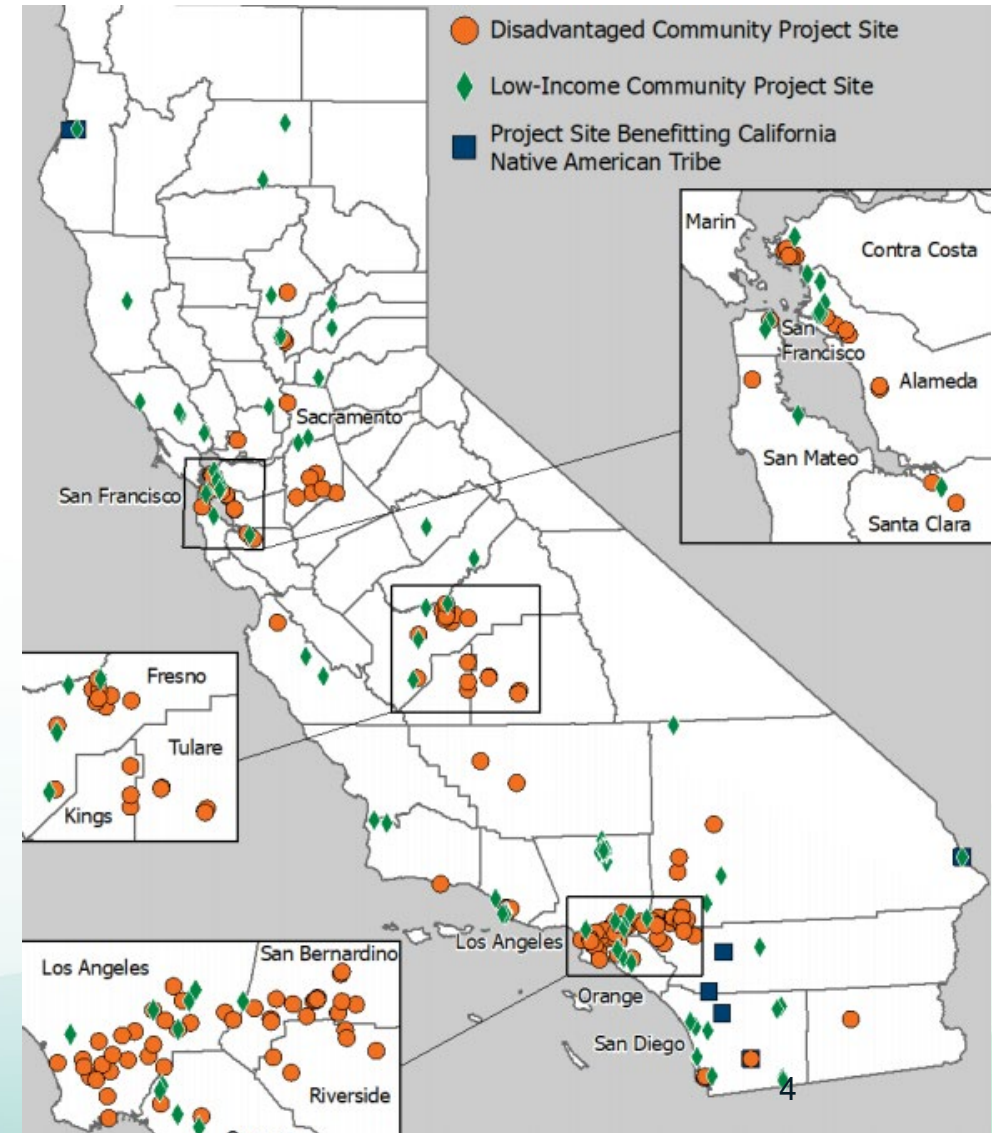 Disadvantaged Community Project Site
Low-Income Community Project Site
Project Site Benefitting California
Native American Tribe
Marin
Contra Costa
San
Francisco
Alameda
San Mateo
Santa Clara
Sacramento
San Francisco
Fresno
Tulare
Kings
Los Angeles
Orange
San Diego
San Bernardino
Los Angeles
Riverside
4